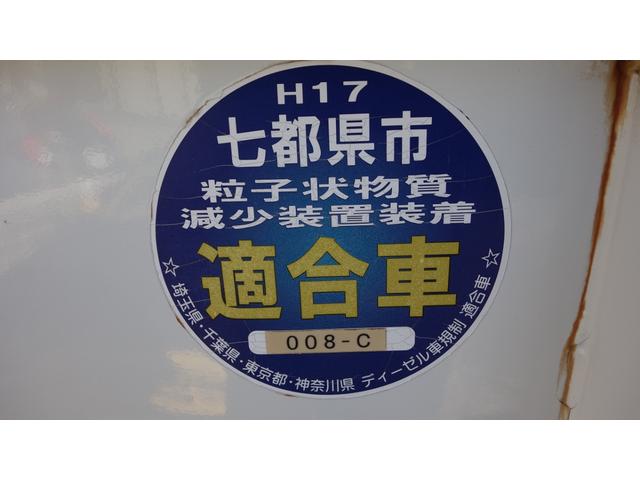 H17
七都県市
粒子状物質
減少装置装着
適合車
008-C
☆ 埼玉県・千葉県・東京都・神奈川県 ディーゼル車規制 適合車 ☆